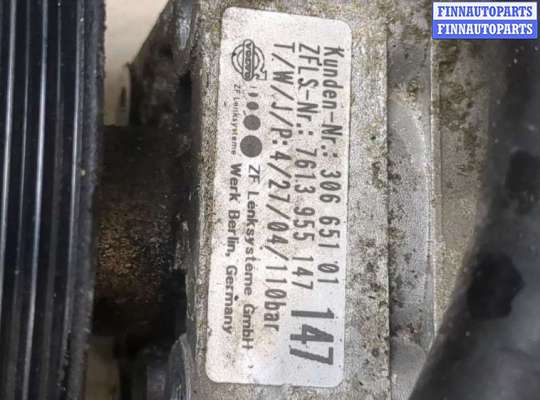 FINNAUTOPARTS
FINNAUTOPARTS
Kunden-Nr.: 306 651 01
ZFLS-Nr.: 7613 955 147
T/W/J/P:4/27/04/110bar
147
VOLVO
ZF Lenksysteme
ZF Lenksysteme GmbH
Werk Berlin, Germany